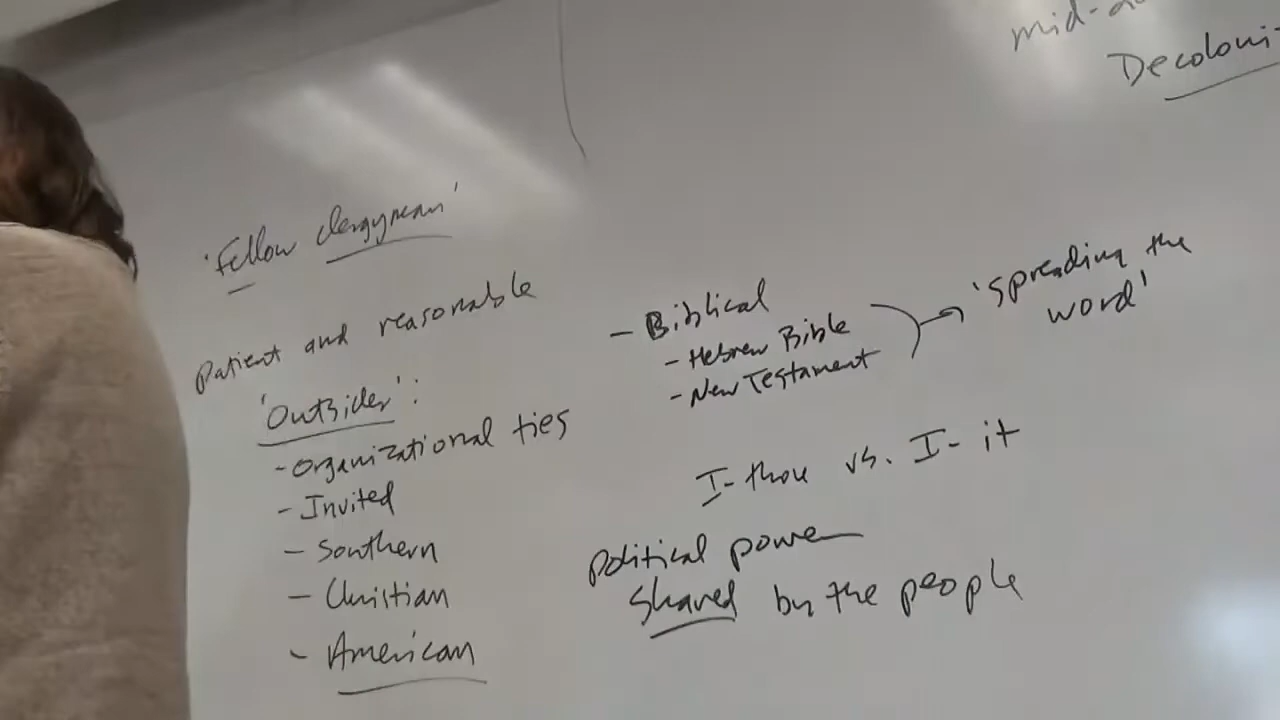 mid-
Decoloni
'Fellow clergymen'
Patient and reasonable
'Outsider':
- Organizational ties
- Invited
- Southern
- Christian
- American
- Biblical
- Hebrew Bible
- New Testament
'spreading the
word'
I-thou vs. I-it
Political power
shared by the people